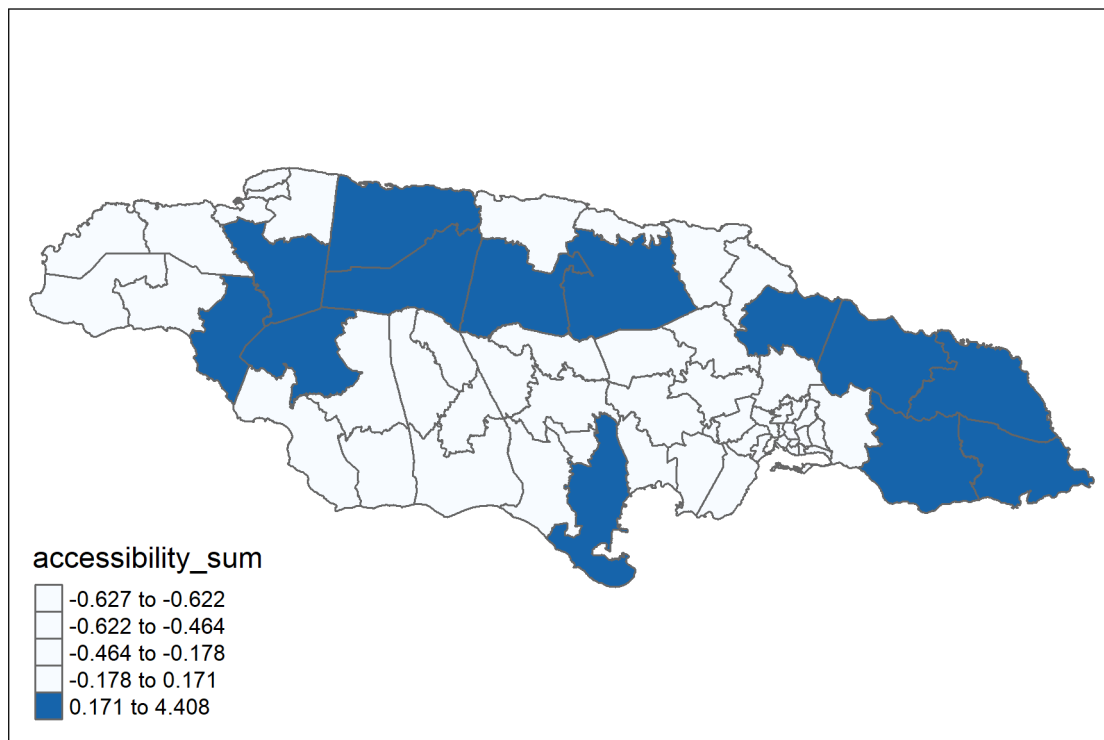 accessibility_sum
-0.627 to -0.622
-0.622 to -0.464
-0.464 to -0.178
-0.178 to 0.171
0.171 to 4.408